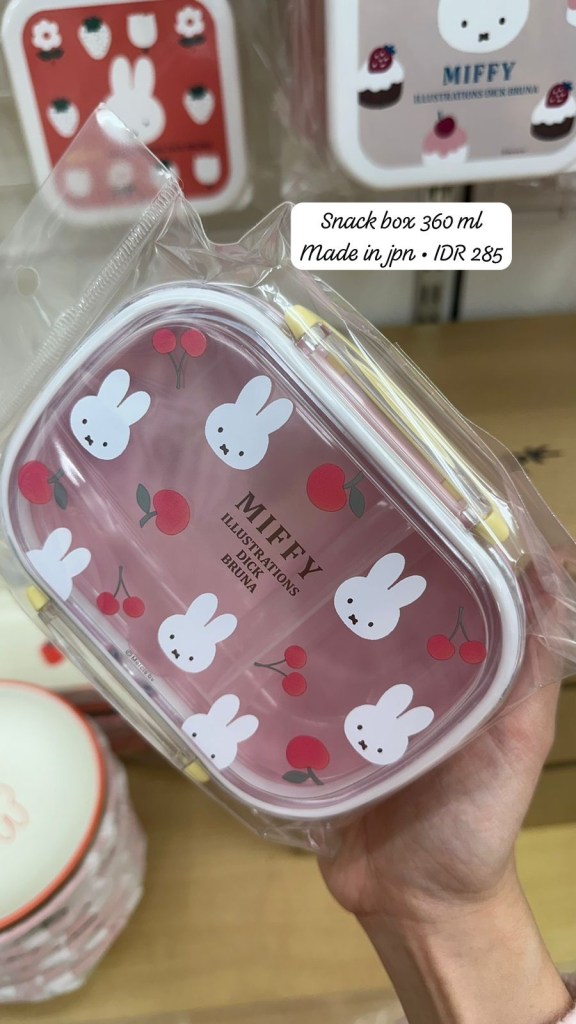 MIFFY
ILLUSTRATIONS DICK BRUNA
Snack box 360 ml
Made in jpn • IDR 285
MIFFY
ILLUSTRATIONS
DICK
BRUNA